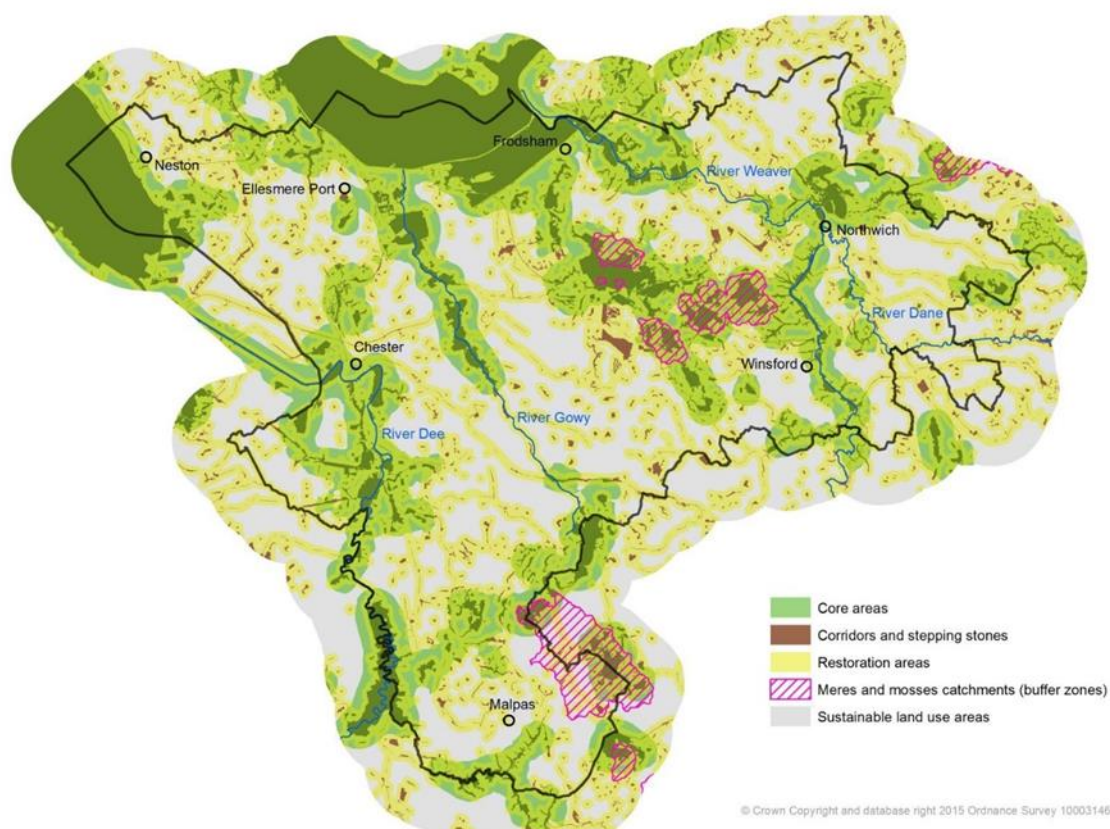 Frodsham
Neston
Ellesmere Port
River Weaver
Northwich
River Dane
Chester
Winsford
River Gowy
River Dee
Malpas
Core areas
Corridors and stepping stones
Restoration areas
Meres and mosses catchments (buffer zones)
Sustainable land use areas
© Crown Copyright and database right 2015 Ordnance Survey 10003146